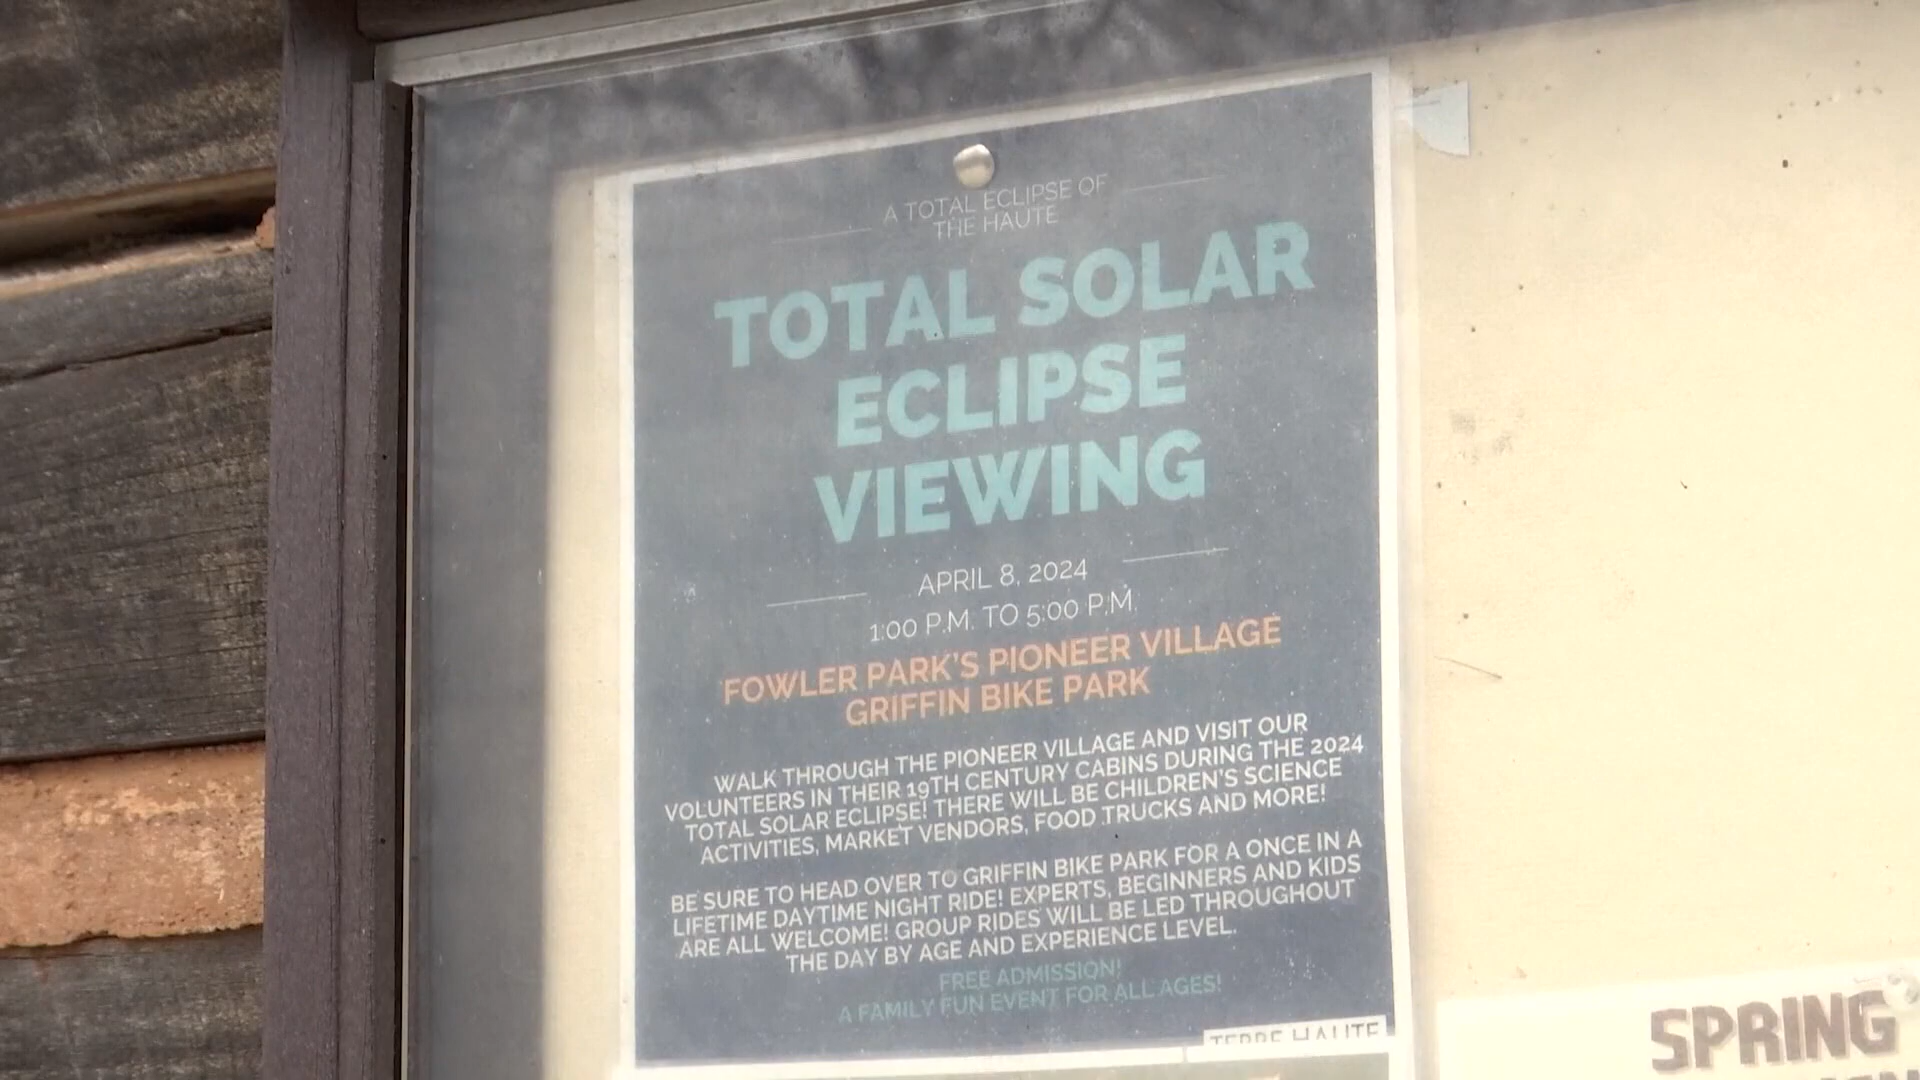 A TOTAL ECLIPSE OF
THE HAUTE
TOTAL SOLAR
ECLIPSE
VIEWING
APRIL 8, 2024
1:00 P.M. TO 5:00 P.M.
FOWLER PARK'S PIONEER VILLAGE
GRIFFIN BIKE PARK
WALK THROUGH THE PIONEER VILLAGE AND VISIT OUR
VOLUNTEERS IN THEIR 19TH CENTURY CABINS DURING THE 2024
TOTAL SOLAR ECLIPSE! THERE WILL BE CHILDREN'S SCIENCE
ACTIVITIES, MARKET VENDORS, FOOD TRUCKS AND MORE!
BE SURE TO HEAD OVER TO GRIFFIN BIKE PARK FOR A ONCE IN A
LIFETIME DAYTIME NIGHT RIDE! EXPERTS, BEGINNERS AND KIDS
ARE ALL WELCOME! GROUP RIDES WILL BE LED THROUGHOUT
THE DAY BY AGE AND EXPERIENCE LEVEL.
FREE ADMISSION!
A FAMILY FUN EVENT FOR ALL AGES!
TERRE HAUTE
SPRING